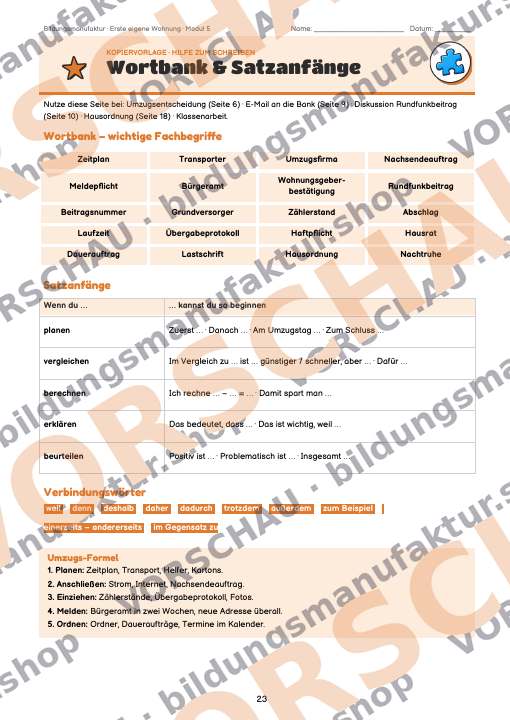 Bildungsmanufaktur · Erste eigene Wohnung · Modul 5 Name: Datum:
KOPIERVORLAGE · HILFE ZUM SCHREIBEN
Wortbank & Satzanfänge
Nutze diese Seite bei: Umzugsentscheidung (Seite 6) · E-Mail an die Bank (Seite 9) · Diskussion Rundfunkbeitrag
(Seite 10) · Hausordnung (Seite 18) · Klassenarbeit.
Wortbank – wichtige Fachbegriffe
Zeitplan Transporter Umzugsfirma Nachsendeauftrag
Meldepflicht Bürgeramt Wohnungsgeber-
bestätigung Rundfunkbeitrag
Beitragsnummer Grundversorger Zählerstand Abschlag
Laufzeit Übergabeprotokoll Haftpflicht Hausrat
Dauerauftrag Lastschrift Hausordnung Nachtruhe
Satzanfänge
Wenn du ... ... kannst du so beginnen
planen Zuerst ... · Danach ... · Am Umzugstag ... · Zum Schluss ...
vergleichen Im Vergleich zu ... ist ... günstiger / schneller, aber ... · Dafür ...
berechnen Ich rechne ... – ... = ... · Damit spart man ...
erklären Das bedeutet, dass ... · Das ist wichtig, weil ...
beurteilen Positiv ist ... · Problematisch ist ... · Insgesamt ...
Verbindungswörter
weil denn deshalb daher dadurch trotzdem außerdem zum Beispiel
einerseits – andererseits im Gegensatz zu
Umzugs-Formel
1. Planen: Zeitplan, Transport, Helfer, Kartons.
2. Anschließen: Strom, Internet, Nachsendeauftrag.
3. Einziehen: Zählerstände, Übergabeprotokoll, Fotos.
4. Melden: Bürgeramt in zwei Wochen, neue Adresse überall.
5. Ordnen: Ordner, Daueraufträge, Termine im Kalender.
23
VORSCHAU · bildungsmanufaktur.shop